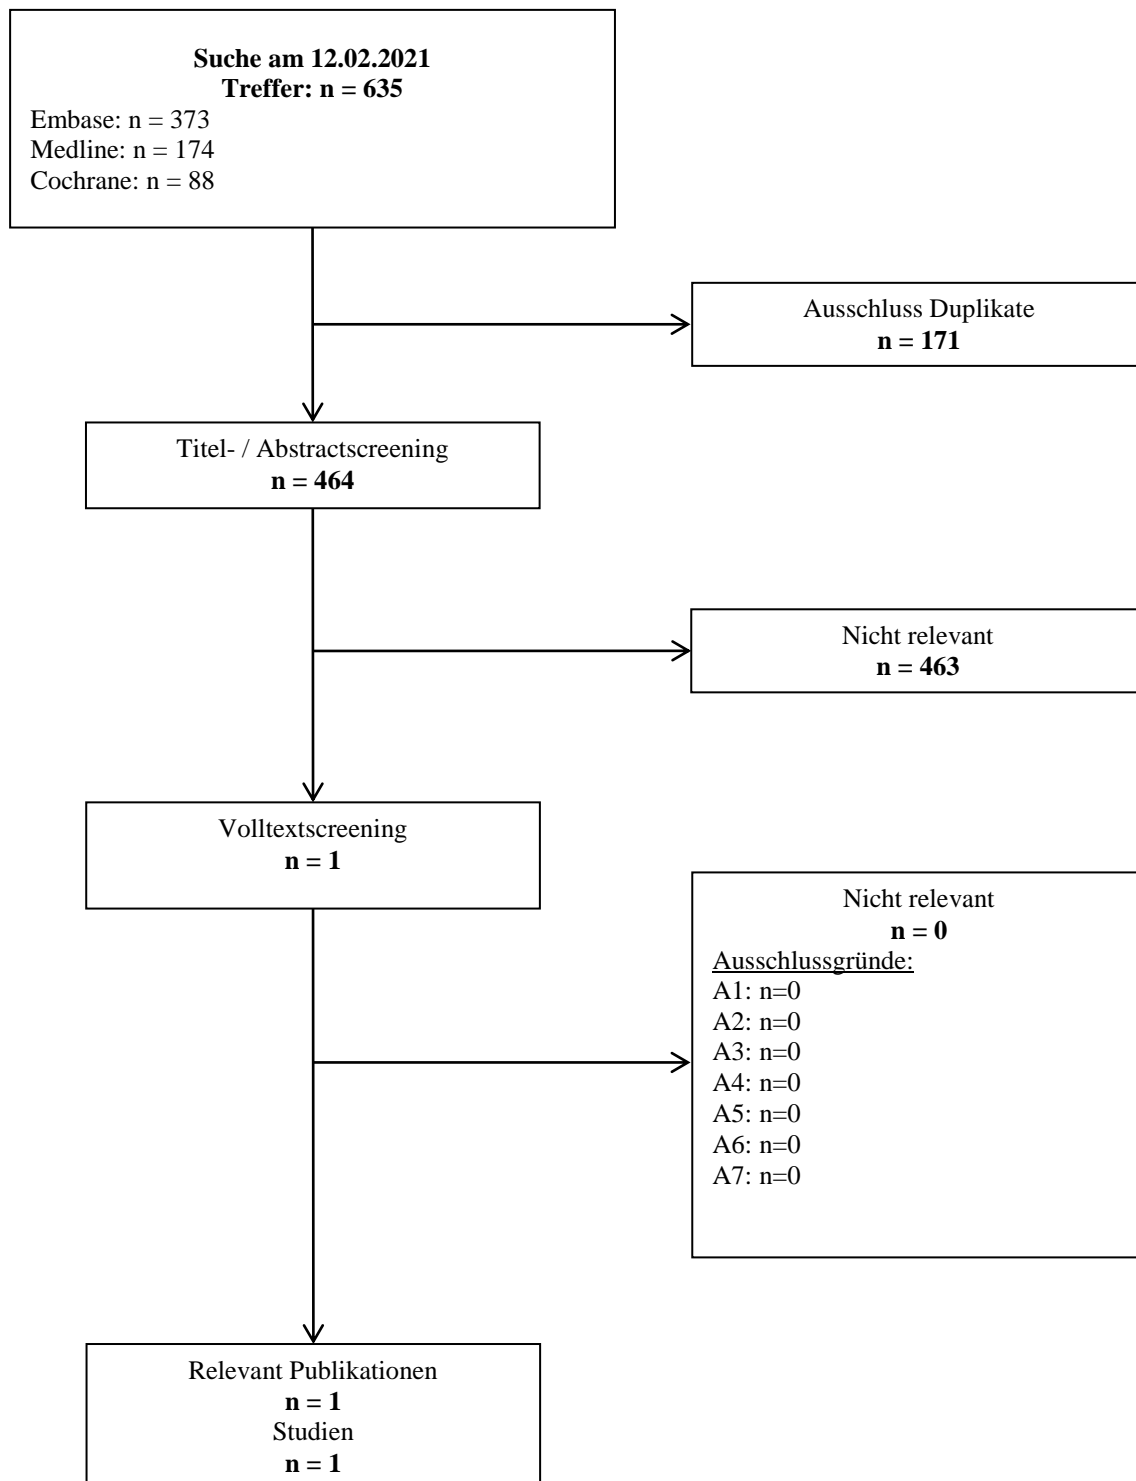 Suche am 12.02.2021
Treffer: n = 635
Embase: n = 373
Medline: n = 174
Cochrane: n = 88
Ausschluss Duplikate
n = 171
Titel- / Abstractscreening
n = 464
Nicht relevant
n = 463
Volltextscreening
n = 1
Nicht relevant
n = 0
Ausschlussgründe:
A1: n=0
A2: n=0
A3: n=0
A4: n=0
A5: n=0
A6: n=0
A7: n=0
Relevant Publikationen
n = 1
Studien
n = 1